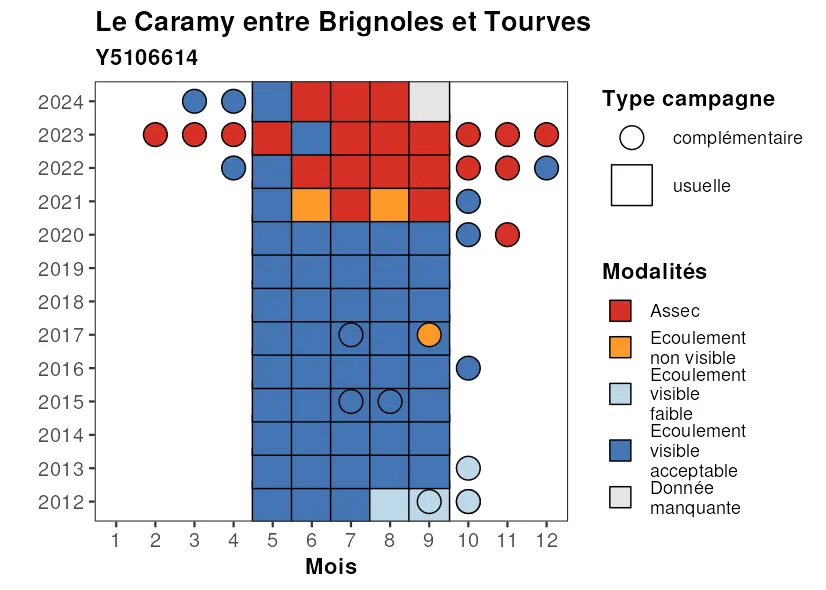 Le Caramy entre Brignoles et Tourves
Y5106614
2024
2023
2022
2021
2020
2019
2018
2017
2016
2015
2014
2013
2012
1 2 3 4 5 6 7 8 9 10 11 12
Mois
Type campagne
complémentaire
usuelle
Modalités
Assec
Ecoulement
non visible
Ecoulement
visible
faible
Ecoulement
visible
acceptable
Donnée
manquante